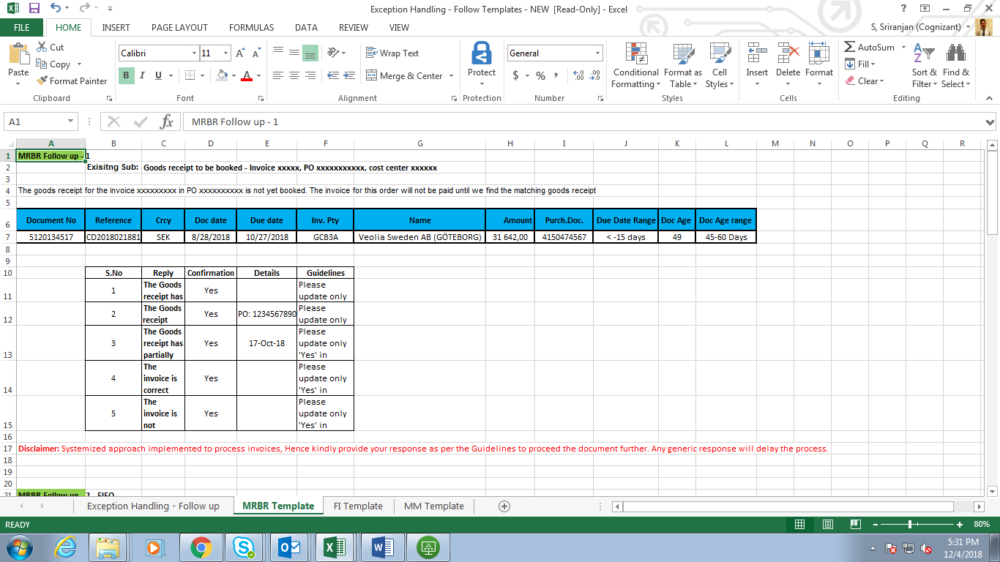 Exception Handling - Follow Templates - NEW [Read-Only] - Excel
FILE HOME INSERT PAGE LAYOUT FORMULAS DATA REVIEW VIEW S, Sriranjan (Cognizant)
Paste Cut Copy Format Painter
Calibri 11
B I U A
Wrap Text
Merge & Center
Protect
General
$ % ,
Conditional Formatting Format as Table Cell Styles
Insert Delete Format
AutoSum Fill Clear
Sort & Filter Find & Select
Clipboard Font Alignment Protection Number Styles Cells Editing
A1 fx MRBR Follow up - 1
A B C D E F G H I J K L M N O P Q R
1 MRBR Follow up - 1
2 Exisitng Sub: Goods receipt to be booked - Invoice xxxxx, PO xxxxxxxxxxx, cost center xxxxxx
3
4 The goods receipt for the invoice xxxxxxxxx in PO xxxxxxxxxx is not yet booked. The invoice for this order will not be paid until we find the matching goods receipt
5
6 Document No Reference Crcy Doc date Due date Inv. Pty Name Amount Purch.Doc. Due Date Range Doc Age Doc Age range
7 5120134517 CD2018021881 SEK 8/28/2018 10/27/2018 GCB3A Veolia Sweden AB (GÖTEBORG) 31 642,00 4150474567 < -15 days 49 45-60 Days
8
9
10 S.No Reply Confirmation Details Guidelines
11 1 The Goods receipt has Yes Please update only
12 2 The Goods receipt Yes PO: 1234567890 Please update only
13 3 The Goods receipt has partially Yes 17-Oct-18 Please update only 'Yes' in
14 4 The invoice is correct Yes Please update only 'Yes' in
15 5 The invoice is not Yes Please update only 'Yes' in
16
17 Disclaimer: Systemized approach implemented to process invoices, Hence kindly provide your response as per the Guidelines to proceed the document further. Any generic response will delay the process.
18
19
20
21 MRBR Follow up - 2 - FIFO
Exception Handling - Follow up MRBR Template FI Template MM Template
READY 80%
5:31 PM
12/4/2018